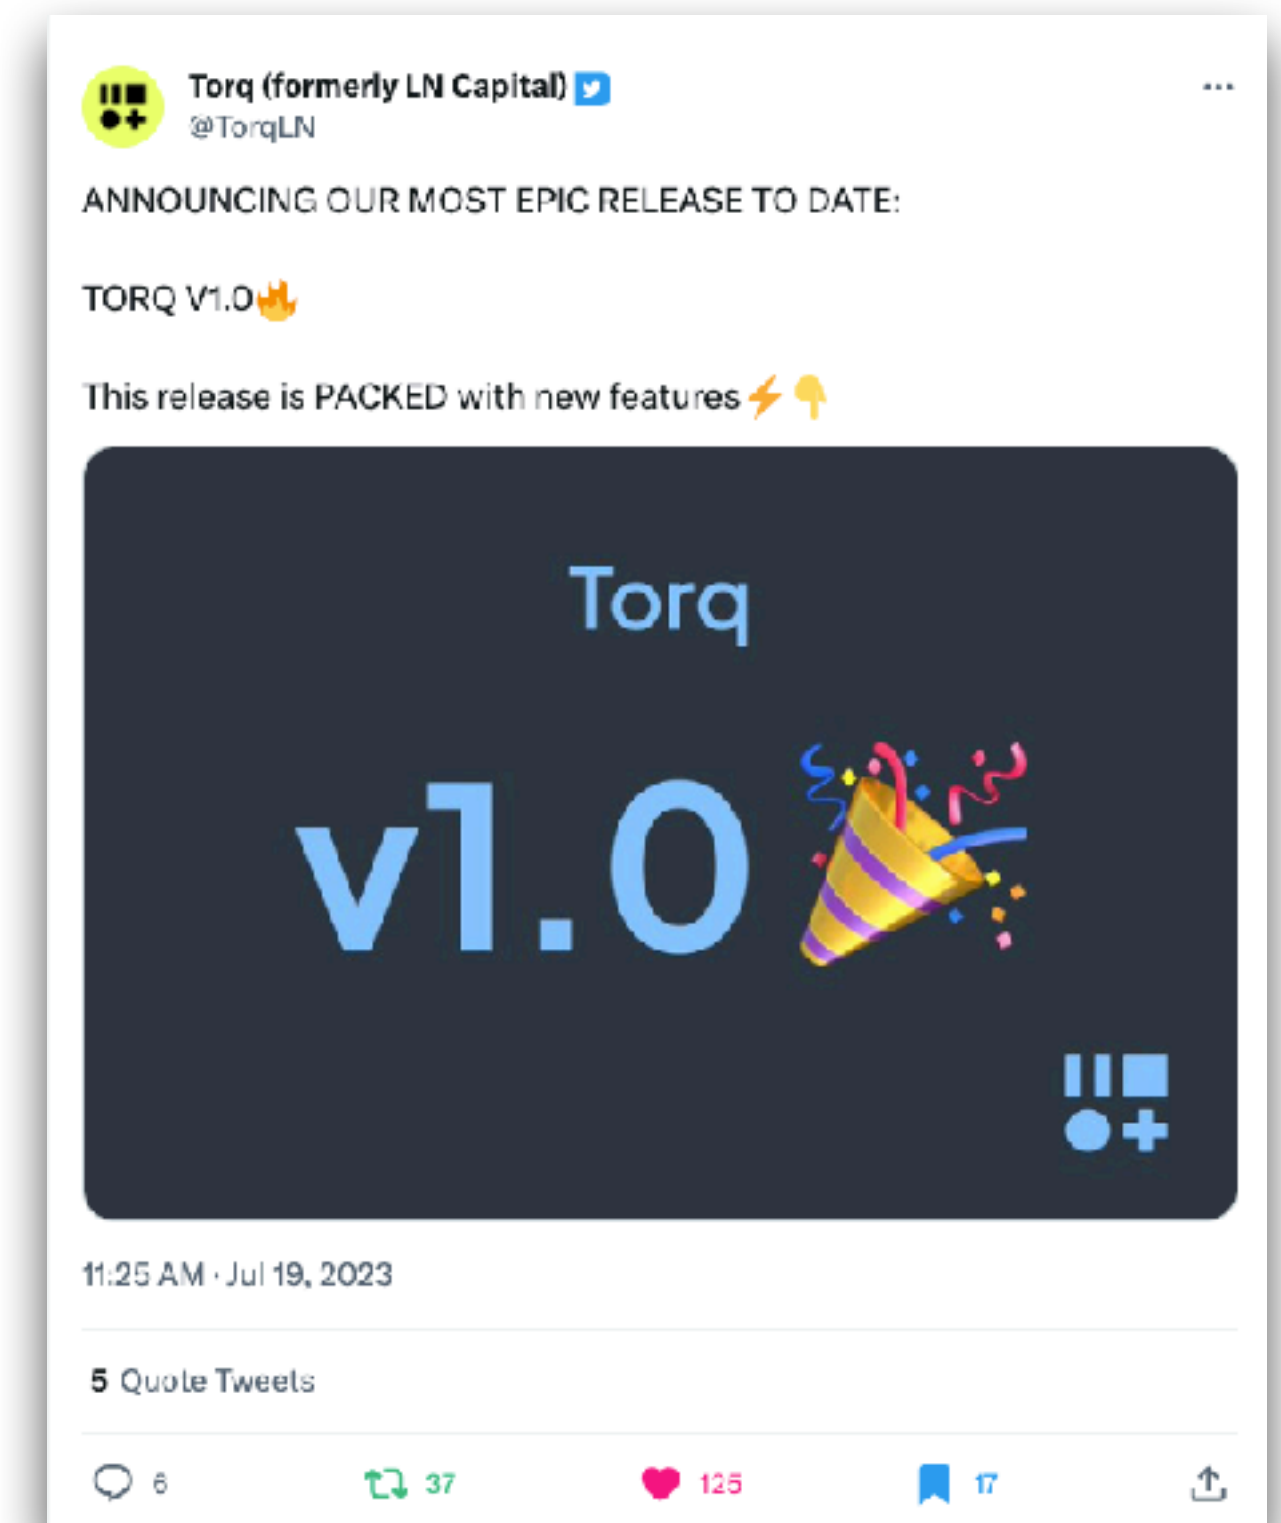 Torq (formerly LN Capital)
@TorqLN
ANNOUNCING OUR MOST EPIC RELEASE TO DATE:
TORQ V1.0🔥
This release is PACKED with new features⚡👇
Torq
v1.0🎉
11:25 AM · Jul 19, 2023
5 Quote Tweets
6 37 125 17